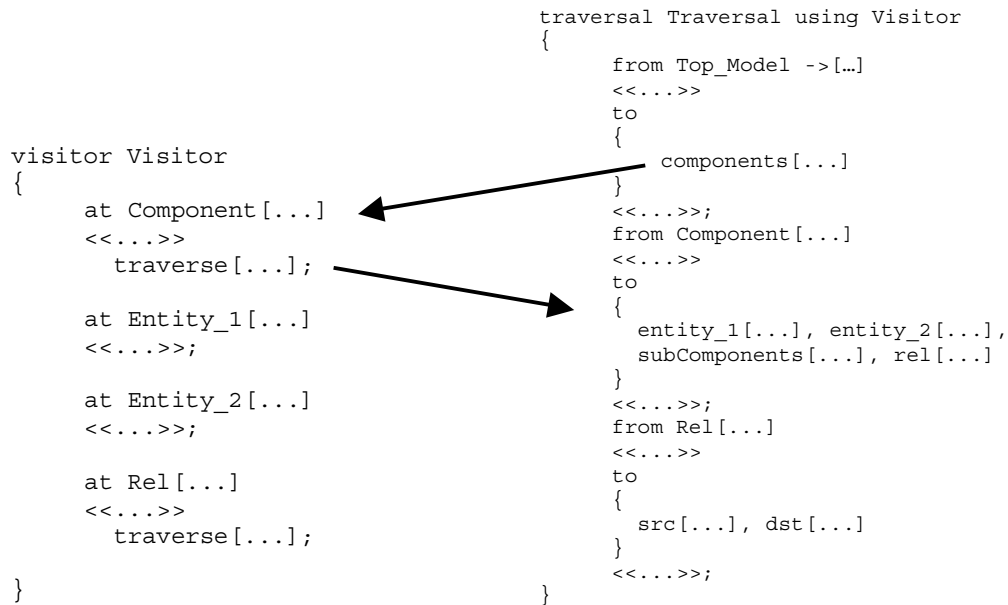 visitor Visitor
{
at Component[...]
<<...>>
traverse[...];
at Entity_1[...]
<<...>>;
at Entity_2[...]
<<...>>;
at Rel[...]
<<...>>
traverse[...];
}
traversal Traversal using Visitor
{
from Top_Model ->[…]
<<...>>
to
{
components[...]
}
<<...>>;
from Component[...]
<<...>>
to
{
entity_1[...], entity_2[...],
subComponents[...], rel[...]
}
<<...>>;
from Rel[...]
<<...>>
to
{
src[...], dst[...]
}
<<...>>;
}